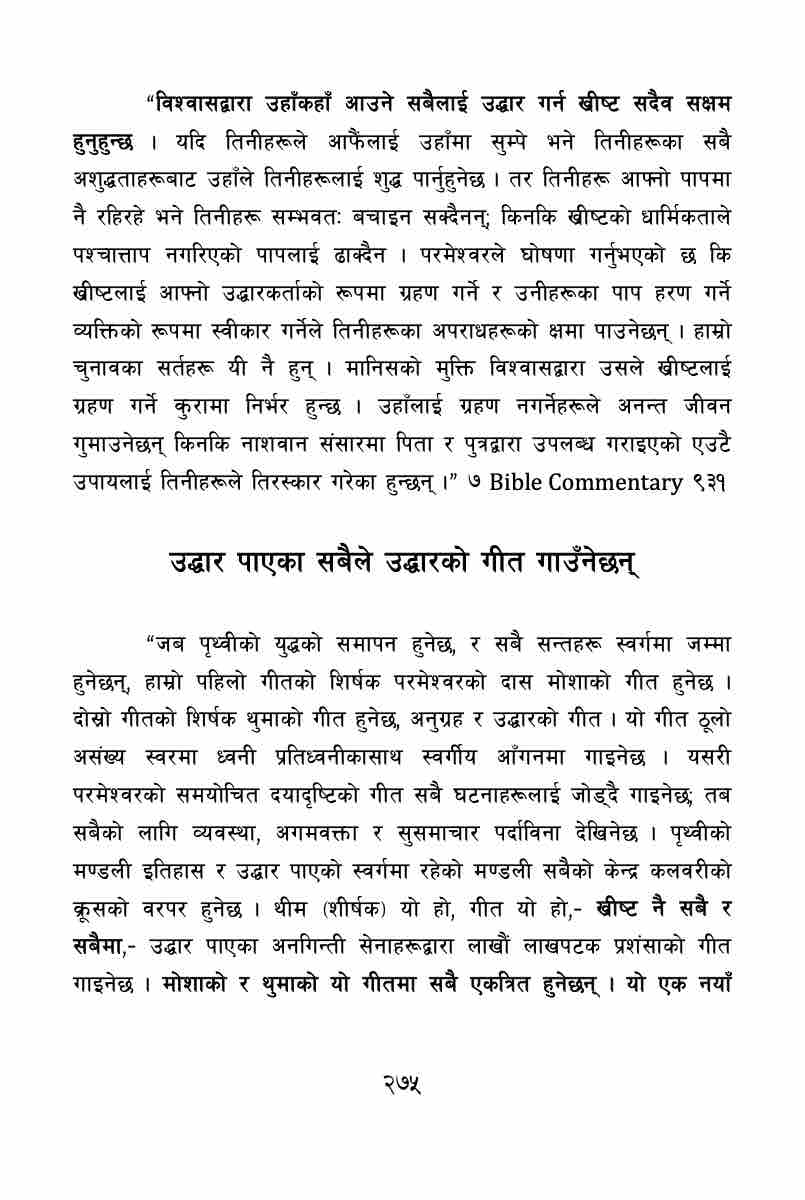 “विश्वासद्वारा उहाँकहाँ आउने सबैलाई उद्धार गर्न ख्रीष्ट सदैव सक्षम
हुनुहुन्छ । यदि तिनीहरूले आफैंलाई उहाँमा सुम्पे भने तिनीहरूका सबै
अशुद्धताहरूबाट उहाँले तिनीहरूलाई शुद्ध पार्नुहुनेछ । तर तिनीहरू आफ्नो पापमा
नै रहिरहे भने तिनीहरू सम्भवतः बचाइन सक्दैनन्; किनकि ख्रीष्टको धार्मिकताले
पश्चात्ताप नगरिएको पापलाई ढाक्दैन । परमेश्वरले घोषणा गर्नुभएको छ कि
ख्रीष्टलाई आफ्नो उद्धारकर्ताको रूपमा ग्रहण गर्ने र उनीहरूका पाप हरण गर्ने
व्यक्तिको रूपमा स्वीकार गर्नेले तिनीहरूका अपराधहरूको क्षमा पाउनेछन् । हाम्रो
चुनावका सर्तहरू यी नै हुन् । मानिसको मुक्ति विश्वासद्वारा उसले ख्रीष्टलाई
ग्रहण गर्ने कुरामा निर्भर हुन्छ । उहाँलाई ग्रहण नगर्नेहरूले अनन्त जीवन
गुमाउनेछन् किनकि नाशवान संसारमा पिता र पुत्रद्वारा उपलब्ध गराइएको एउटै
उपायलाई तिनीहरूले तिरस्कार गरेका हुन्छन् ।” ७ Bible Commentary ९३१
उद्धार पाएका सबैले उद्धारको गीत गाउँनेछन्
“जब पृथ्वीको युद्धको समापन हुनेछ, र सबै सन्तहरू स्वर्गमा जम्मा
हुनेछन्, हाम्रो पहिलो गीतको शिर्षक परमेश्वरको दास मोशाको गीत हुनेछ ।
दोस्रो गीतको शिर्षक थुमाको गीत हुनेछ, अनुग्रह र उद्धारको गीत । यो गीत ठूलो
असंख्य स्वरमा ध्वनी प्रतिध्वनीकासाथ स्वर्गीय आँगनमा गाइनेछ । यसरी
परमेश्वरको समयोचित दयादृष्टिको गीत सबै घटनाहरूलाई जोड्दै गाइनेछ; तब
सबैको लागि व्यवस्था, अगमवक्ता र सुसमाचार पर्दाविना देखिनेछ । पृथ्वीको
मण्डली इतिहास र उद्धार पाएको स्वर्गमा रहेको मण्डली सबैको केन्द्र कलवरीको
क्रूसको वरपर हुनेछ । थीम (शीर्षक) यो हो, गीत यो हो,- ख्रीष्ट नै सबै र
सबैमा,- उद्धार पाएका अनगिन्ती सेनाहरूद्वारा लाखौं लाखपटक प्रशंसाको गीत
गाइनेछ । मोशाको र थुमाको यो गीतमा सबै एकत्रित हुनेछन् । यो एक नयाँ
२७५